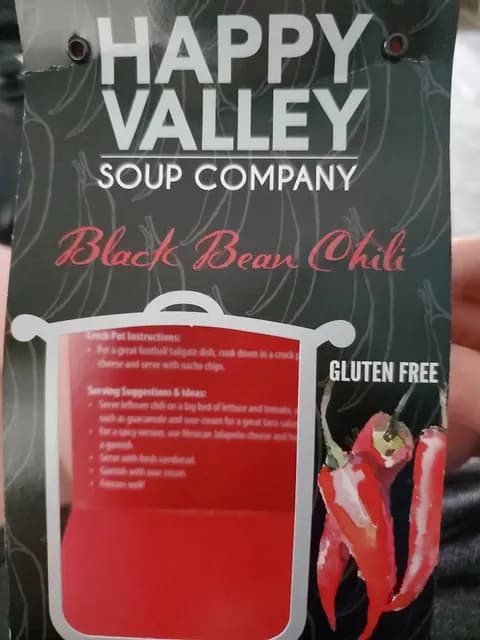 HAPPY
VALLEY
SOUP COMPANY
Black Bean Chili
GLUTEN FREE
Crock Pot Instructions:
• For a great football tailgate dish, cook down in a crock p
cheese and serve with nacho chips.
Serving Suggestions & Ideas:
• Serve leftover chili on a big bed of lettuce and tomato,
such as guacamole and sour cream for a great taco salad
• For a spicy version, use Mexican Jalapeño cheese and
a garnish.
• Serve with fresh cornbread.
• Garnish with sour cream.
• Freezes well!